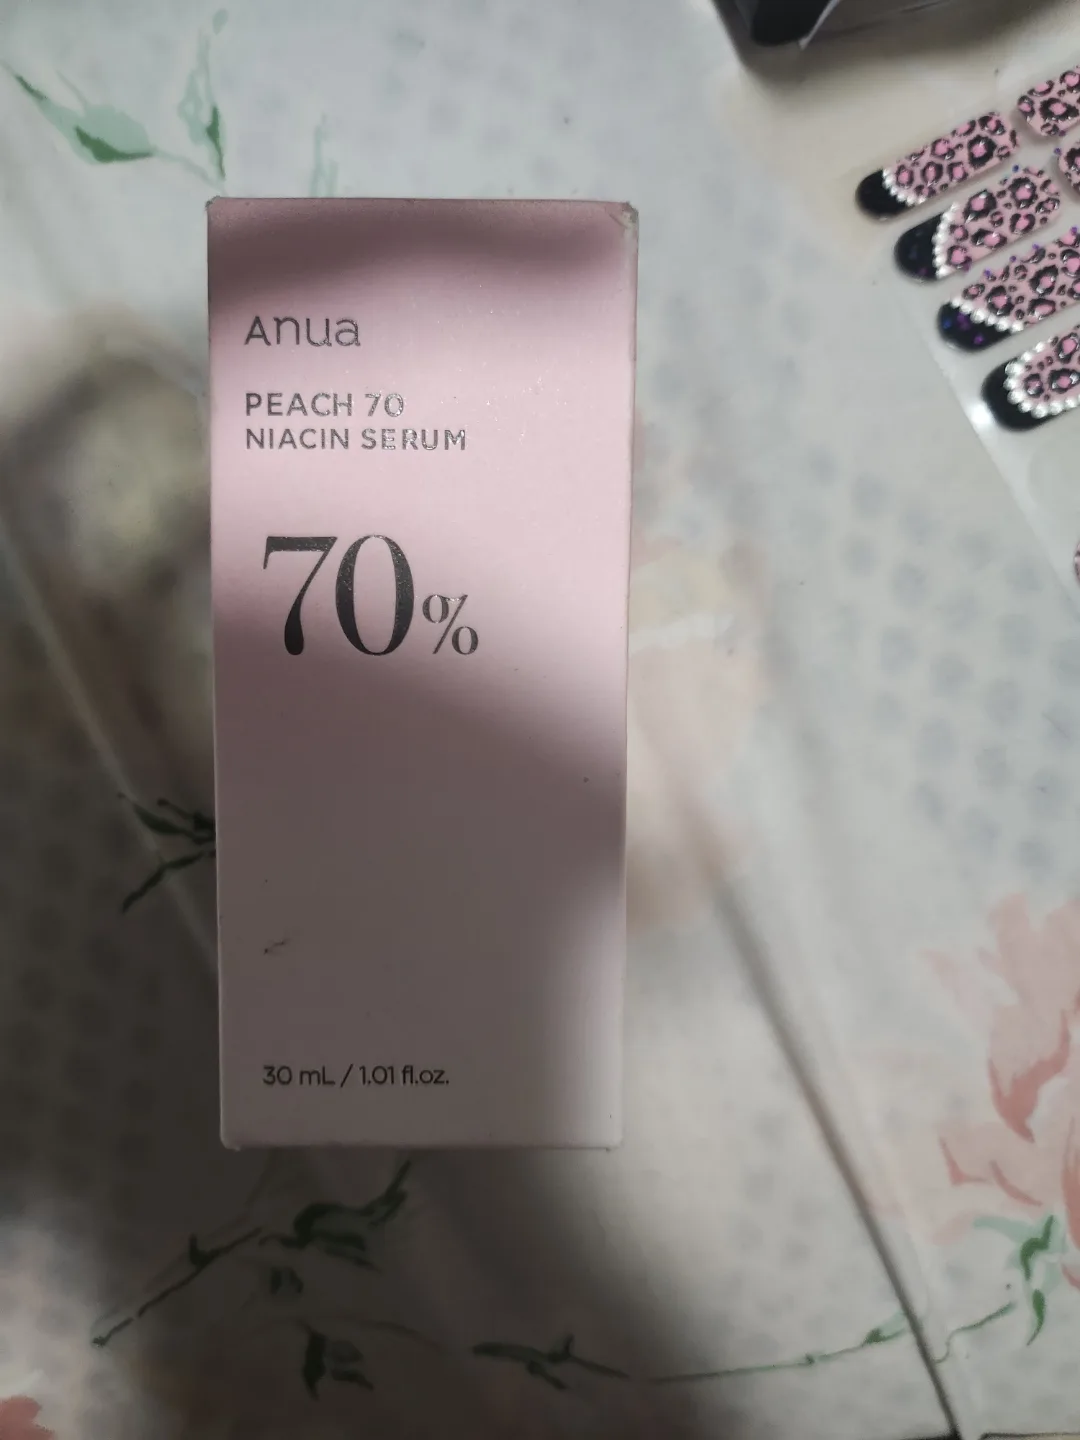 Anua
PEACH 70
NIACIN SERUM
70%
30 mL / 1.01 fl.oz.